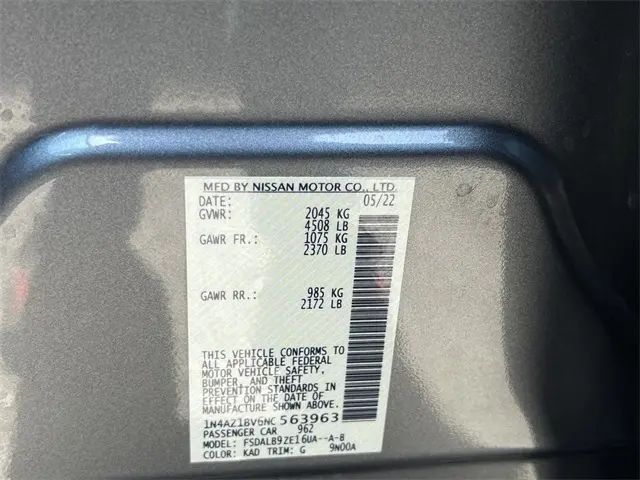 MFD BY NISSAN MOTOR CO., LTD.
DATE: 05/22
GVWR: 2045 KG
4508 LB
GAWR FR.: 1075 KG
2370 LB
GAWR RR.: 985 KG
2172 LB
THIS VEHICLE CONFORMS TO
ALL APPLICABLE FEDERAL
MOTOR VEHICLE SAFETY,
BUMPER, AND THEFT
PREVENTION STANDARDS IN
EFFECT ON THE DATE OF
MANUFACTURE SHOWN ABOVE.
1N4AZ1BV6NC 563963
PASSENGER CAR 962
MODEL: FSDALB9ZE16UA--A-B
COLOR: KAD TRIM: G 9N00A